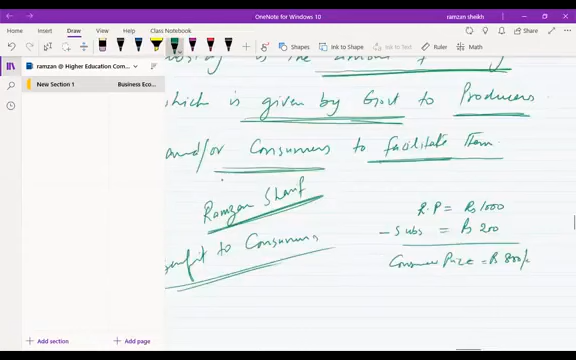 OneNote for Windows 10
ramzan sheikh
Home Insert Draw View Help Class Notebook
Shapes Ink to Shape Ink to Text Ruler Math
ramzan @ Higher Education Com...
New Section 1 Business Eco...
is the amount
which is given by Govt to Producers
and/or Consumers to facilitate them.
Ramzan Sharif
benefit to Consumers
R.P = Rs 1000
- Subs = Rs 200
Consumer Price = Rs 800/-
+ Add section + Add page